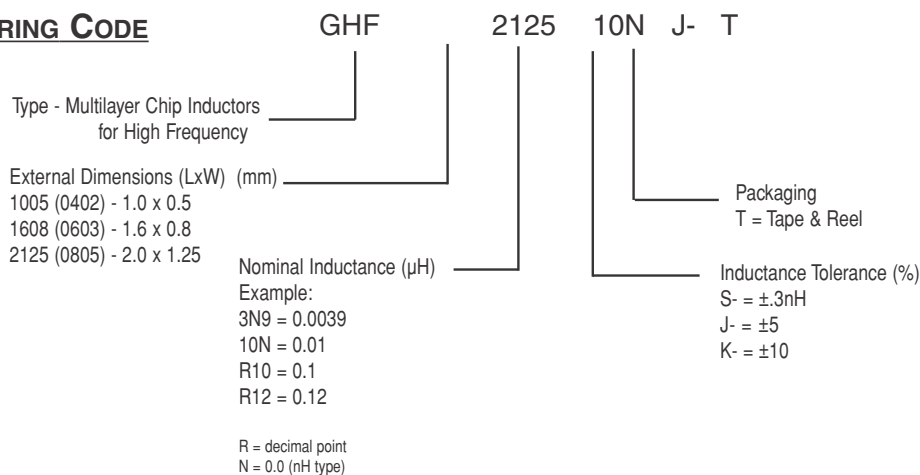 RING CODE
GHF 2125 10N J- T
Type - Multilayer Chip Inductors
for High Frequency
External Dimensions (LxW) (mm)
1005 (0402) - 1.0 x 0.5
1608 (0603) - 1.6 x 0.8
2125 (0805) - 2.0 x 1.25
Nominal Inductance (µH)
Example:
3N9 = 0.0039
10N = 0.01
R10 = 0.1
R12 = 0.12
R = decimal point
N = 0.0 (nH type)
Packaging
T = Tape & Reel
Inductance Tolerance (%)
S- = ±.3nH
J- = ±5
K- = ±10